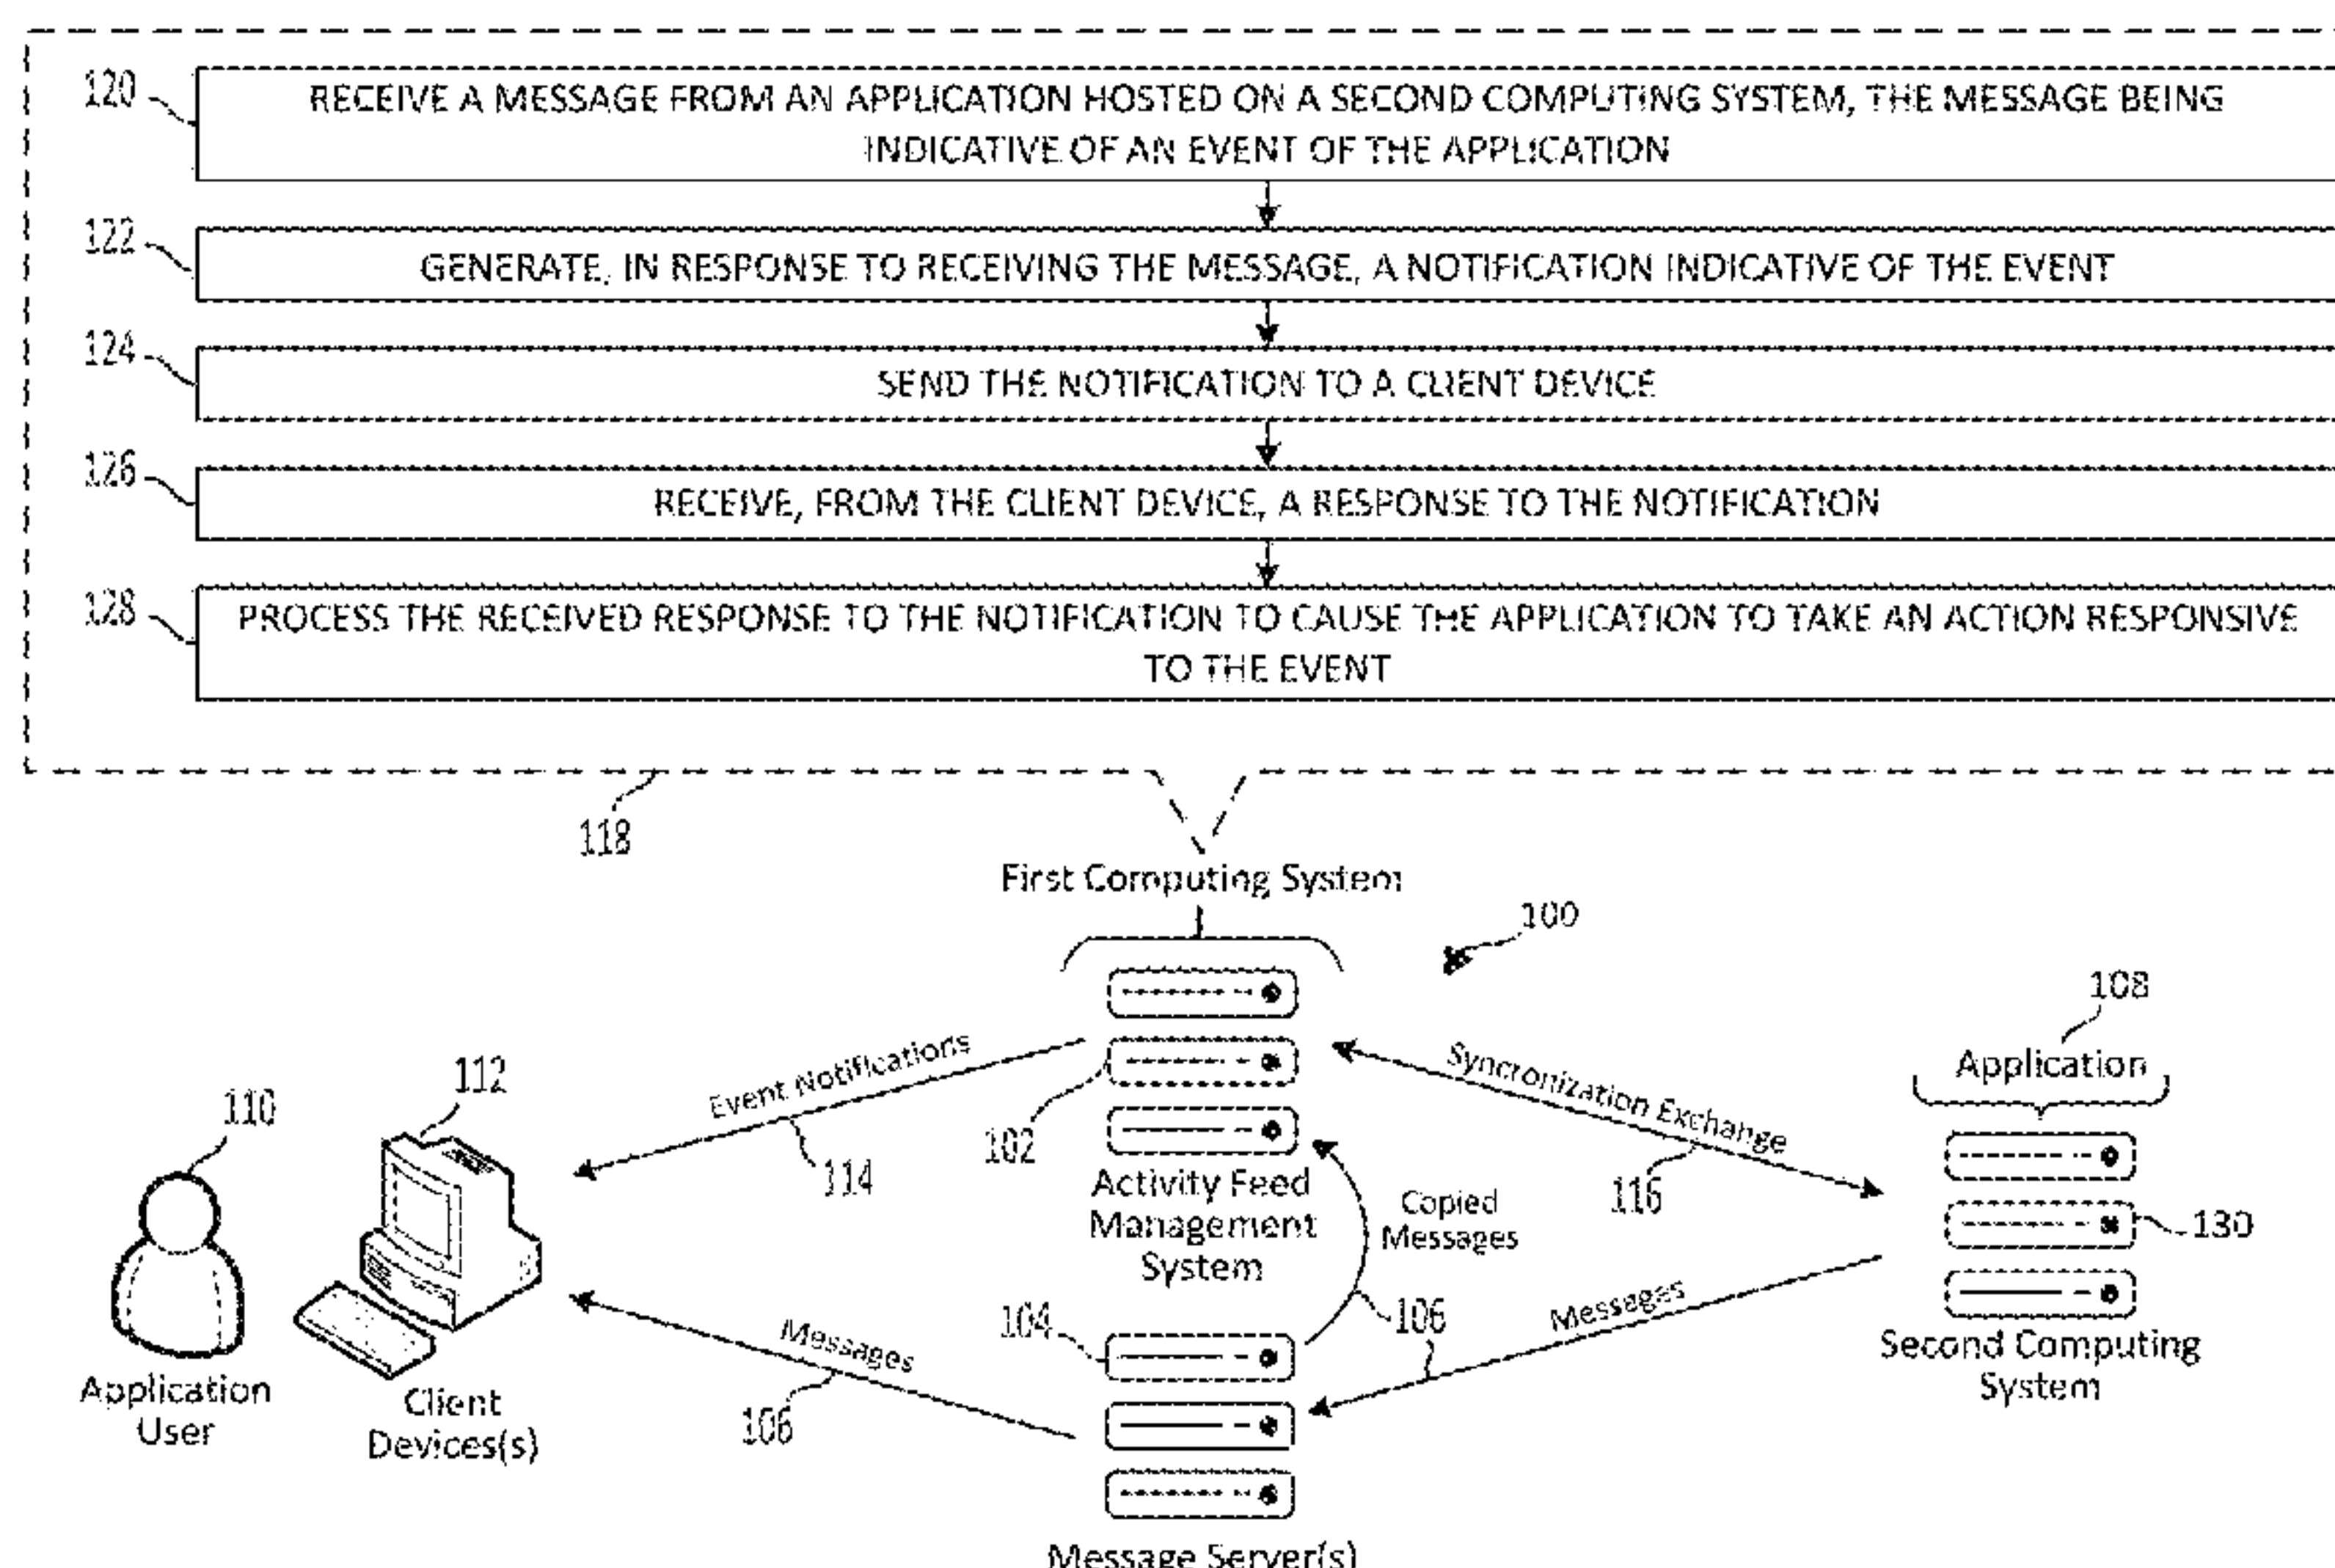 120
RECEIVE A MESSAGE FROM AN APPLICATION HOSTED ON A SECOND COMPUTING SYSTEM, THE MESSAGE BEING
INDICATIVE OF AN EVENT OF THE APPLICATION
122
GENERATE, IN RESPONSE TO RECEIVING THE MESSAGE, A NOTIFICATION INDICATIVE OF THE EVENT
124
SEND THE NOTIFICATION TO A CLIENT DEVICE
126
RECEIVE, FROM THE CLIENT DEVICE, A RESPONSE TO THE NOTIFICATION
128
PROCESS THE RECEIVED RESPONSE TO THE NOTIFICATION TO CAUSE THE APPLICATION TO TAKE AN ACTION RESPONSIVE
TO THE EVENT
118
First Computing System
100
108
Application
112
110
Event Notifications
114
102
Syncronization Exchange
116
130
Activity Feed
Management
System
Copied
Messages
104
106
Messages
Messages
106
Application
User
Client
Devices(s)
Second Computing
System
Message Server(s)